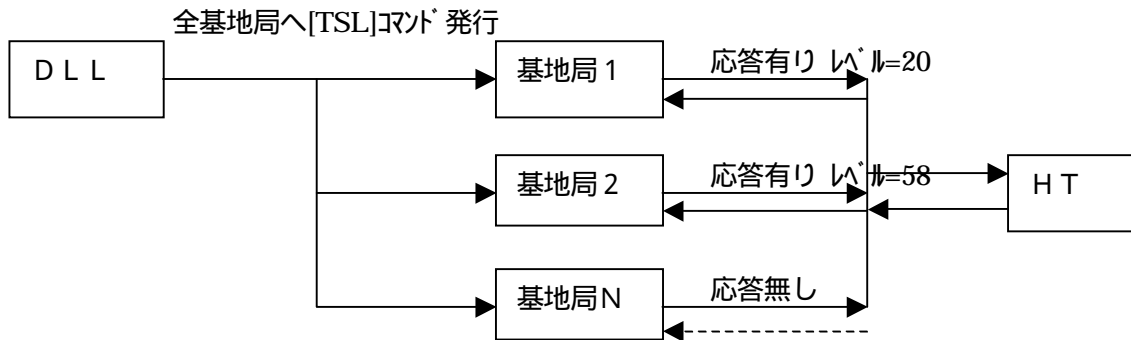 全基地局へ[TSL]ｺﾏﾝﾄﾞ発行
ＤＬＬ
基地局１
応答有り ﾚﾍﾞﾙ=20
基地局２
応答有り ﾚﾍﾞﾙ=58
ＨＴ
基地局Ｎ
応答無し